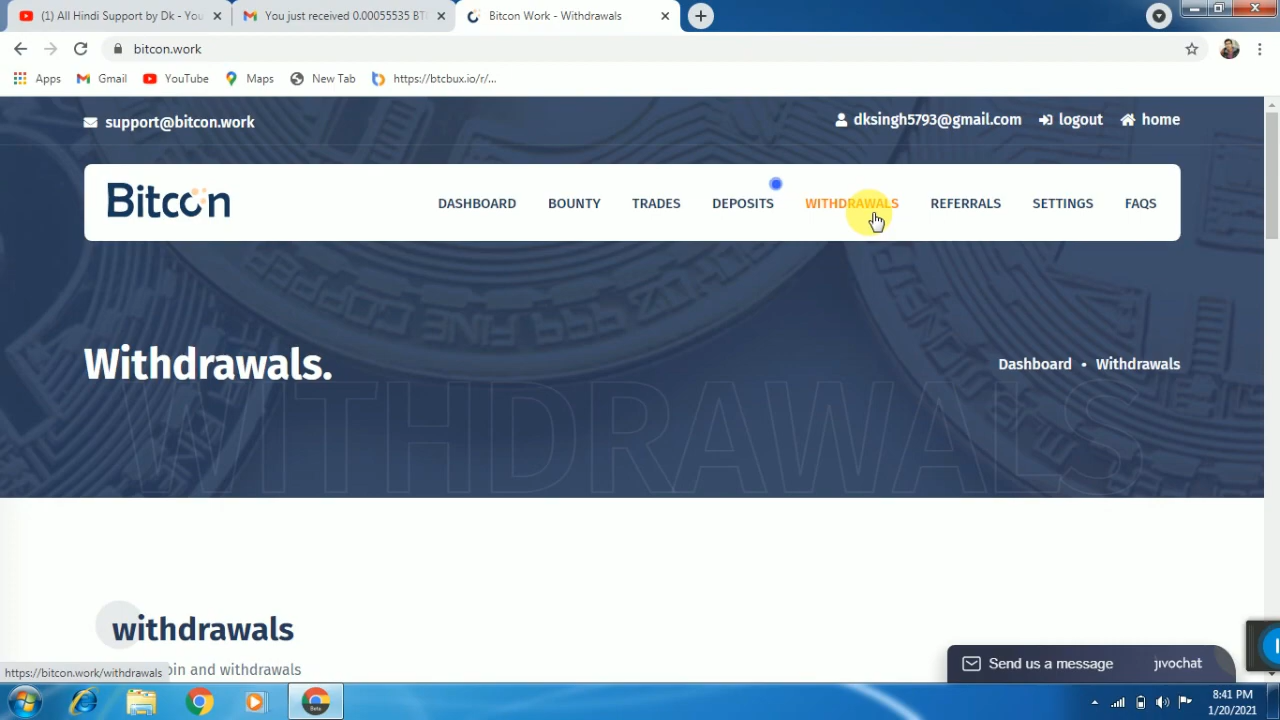 (1) All Hindi Support by Dk - You
You just received 0.00055535 BT
Bitcon Work - Withdrawals
bitcon.work
Apps
Gmail
YouTube
Maps
New Tab
https://btcbux.io/r/...
support@bitcon.work
dksingh5793@gmail.com
logout
home
Bitcon
DASHBOARD
BOUNTY
TRADES
DEPOSITS
WITHDRAWALS
REFERRALS
SETTINGS
FAQS
Withdrawals.
Dashboard • Withdrawals
WITHDRAWALS
withdrawals
oin and withdrawals
https://bitcon.work/withdrawals
Send us a message
jivochat
Beta
8:41 PM
1/20/2021